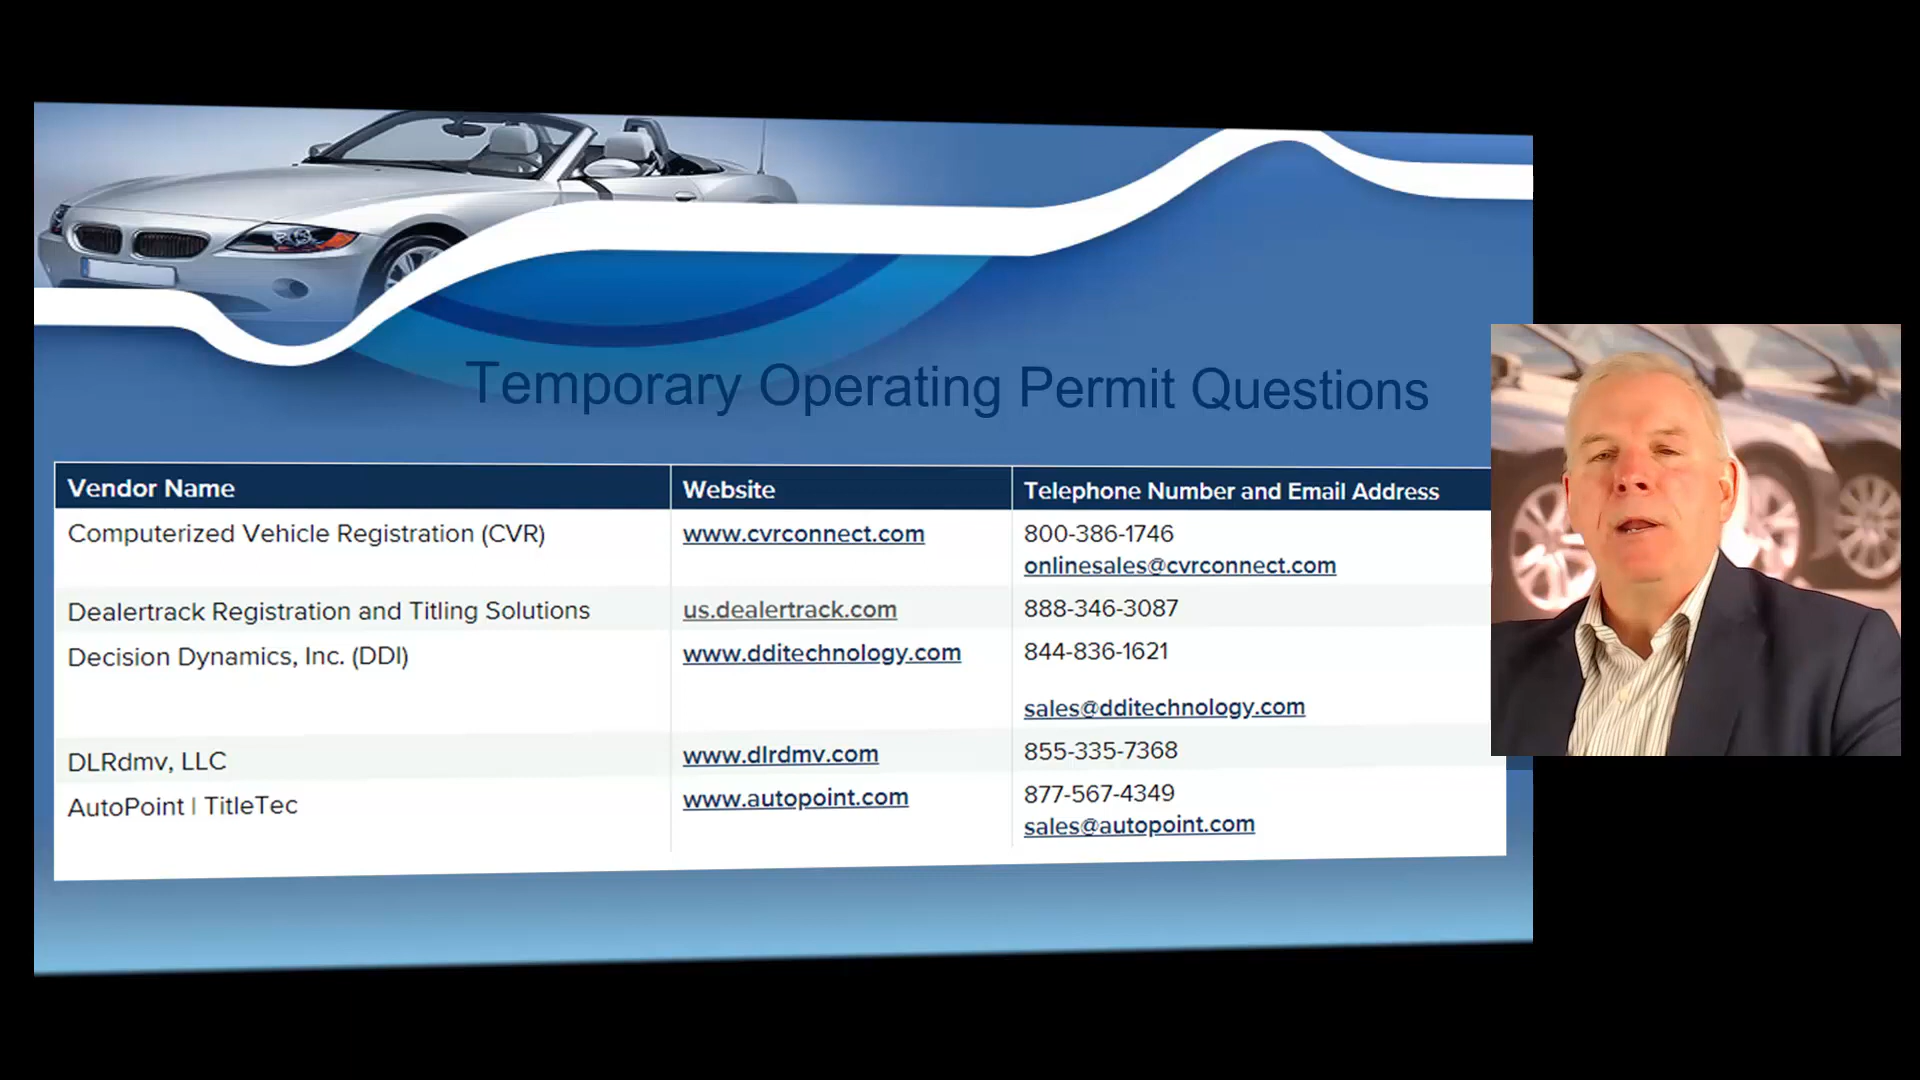 Temporary Operating Permit Questions
Vendor Name Website Telephone Number and Email Address
Computerized Vehicle Registration (CVR) www.cvrconnect.com 800-386-1746
onlinesales@cvrconnect.com
Dealertrack Registration and Titling Solutions us.dealertrack.com 888-346-3087
Decision Dynamics, Inc. (DDI) www.dditechnology.com 844-836-1621
sales@dditechnology.com
DLRdmv, LLC www.dlrdmv.com 855-335-7368
AutoPoint | TitleTec www.autopoint.com 877-567-4349
sales@autopoint.com